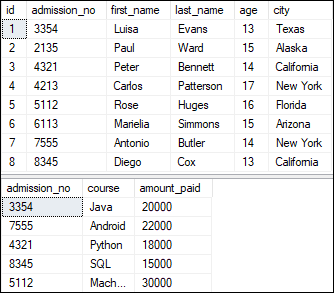 id admission_no first_name last_name age city
1 3354 Luisa Evans 13 Texas
2 2135 Paul Ward 15 Alaska
3 4321 Peter Bennett 14 California
4 4213 Carlos Patterson 17 New York
5 5112 Rose Huges 16 Florida
6 6113 Marielia Simmons 15 Arizona
7 7555 Antonio Butler 14 New York
8 8345 Diego Cox 13 California
admission_no course amount_paid
3354 Java 20000
7555 Android 22000
4321 Python 18000
8345 SQL 15000
5112 Mach... 30000